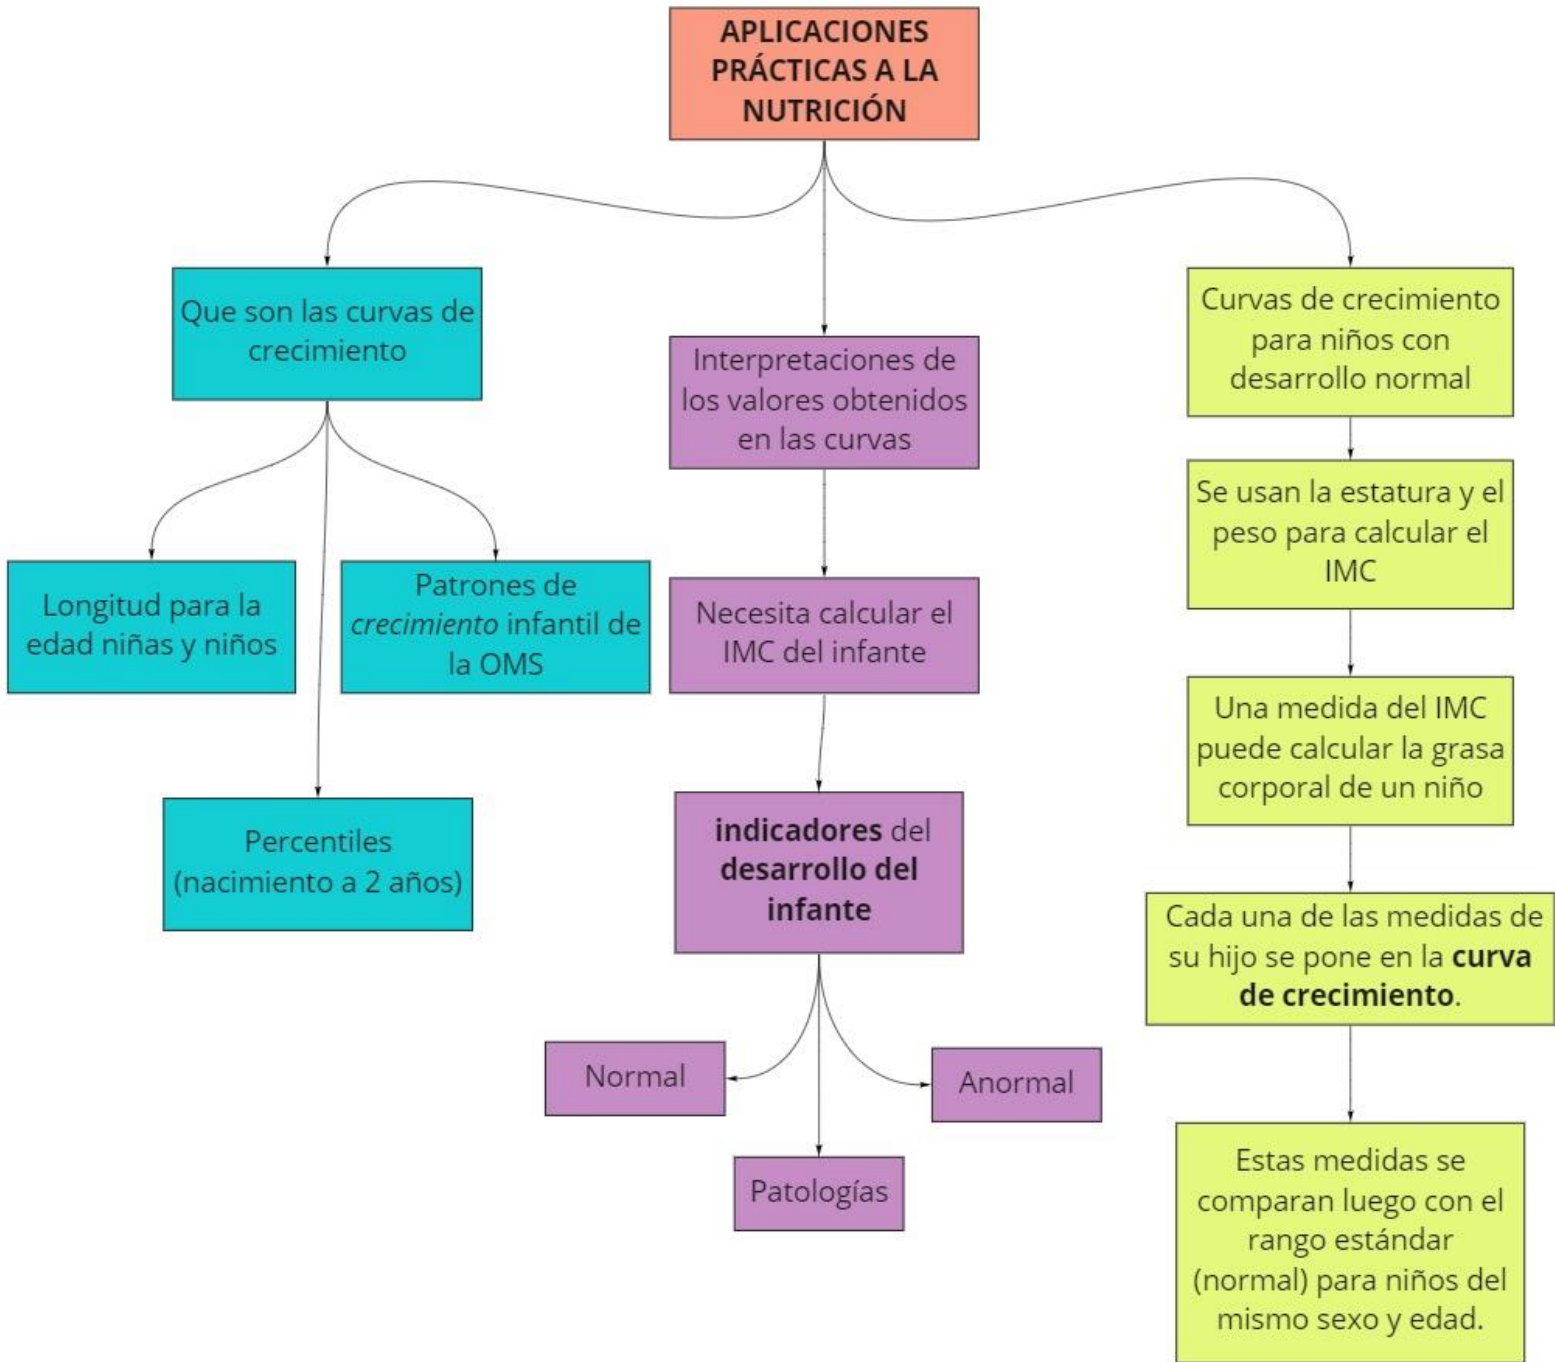 APLICACIONES
PRÁCTICAS A LA
NUTRICIÓN
Que son las curvas de
crecimiento
Longitud para la
edad niñas y niños
Patrones de
crecimiento infantil de
la OMS
Percentiles
(nacimiento a 2 años)
Interpretaciones de
los valores obtenidos
en las curvas
Necesita calcular el
IMC del infante
indicadores del
desarrollo del
infante
Normal
Anormal
Patologías
Curvas de crecimiento
para niños con
desarrollo normal
Se usan la estatura y el
peso para calcular el
IMC
Una medida del IMC
puede calcular la grasa
corporal de un niño
Cada una de las medidas de
su hijo se pone en la curva
de crecimiento.
Estas medidas se
comparan luego con el
rango estándar
(normal) para niños del
mismo sexo y edad.